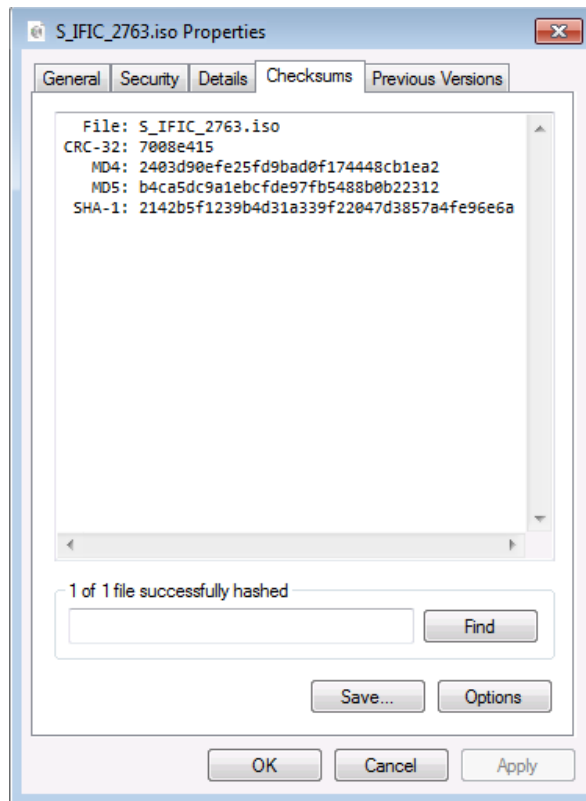 S_IFIC_2763.iso Properties
General Security Details Checksums Previous Versions
File: S_IFIC_2763.iso
CRC-32: 7008e415
MD4: 2403d90efe25fd9bad0f174448cb1ea2
MD5: b4ca5dc9a1ebcfde97fb5488b0b22312
SHA-1: 2142b5f1239b4d31a339f22047d3857a4fe96e6a
1 of 1 file successfully hashed
Find
Save... Options
OK Cancel Apply